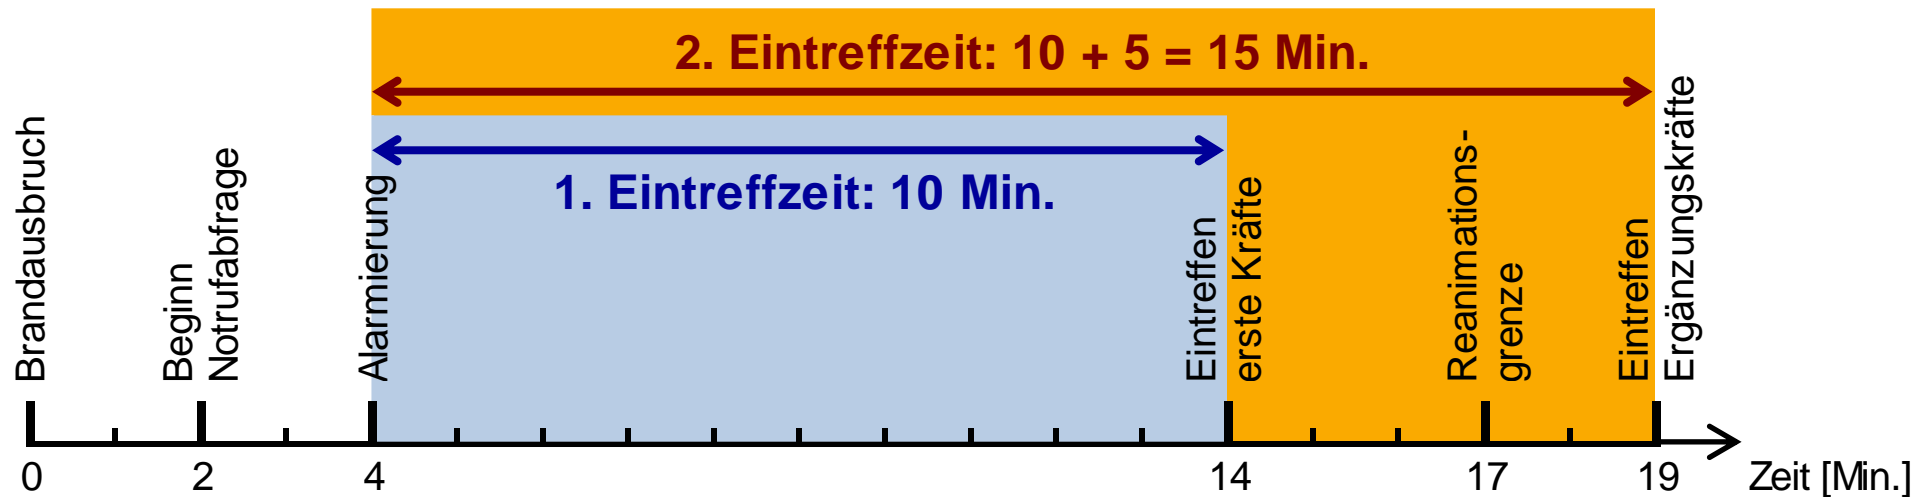 2. Eintreffzeit: 10 + 5 = 15 Min.
1. Eintreffzeit: 10 Min.
Brandausbruch
Beginn
Notrufabfrage
Alarmierung
Eintreffen
erste Kräfte
Reanimations-
grenze
Eintreffen
Ergänzungskräfte
0
2
4
14
17
19
Zeit [Min.]